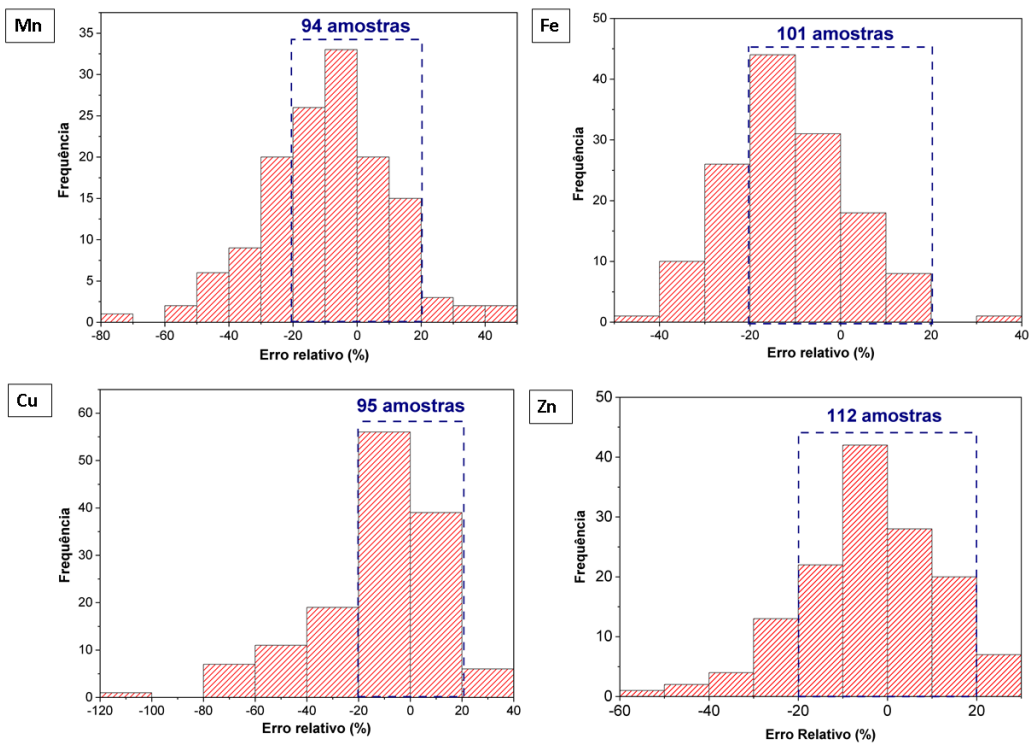 Mn
94 amostras
35
30
25
20
15
10
5
0
Frequência
-80 -60 -40 -20 0 20 40
Erro relativo (%)
Fe
101 amostras
50
40
30
20
10
0
Frequência
-40 -20 0 20 40
Erro relativo (%)
Cu
95 amostras
60
50
40
30
20
10
0
Frequência
-120 -100 -80 -60 -40 -20 0 20 40
Erro relativo (%)
Zn
112 amostras
50
40
30
20
10
0
Frequência
-60 -40 -20 0 20
Erro Relativo (%)